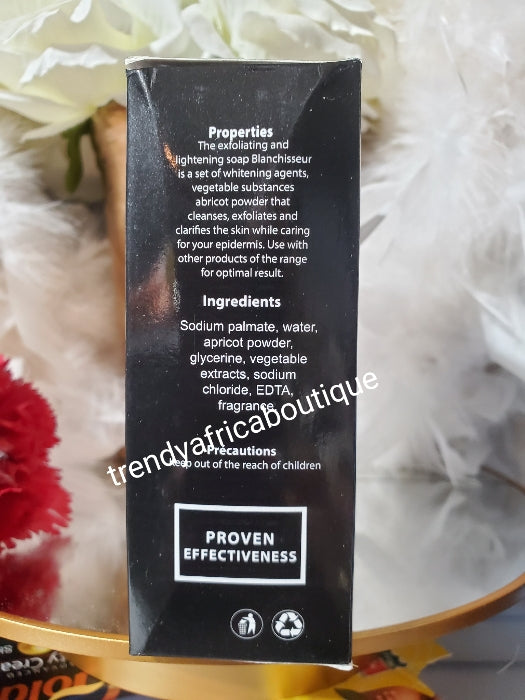 Properties
The exfoliating and
lightening soap Blanchisseur
is a set of whitening agents,
vegetable substances
abricot powder that
cleanses, exfoliates and
clarifies the skin while caring
for your epidermis. Use with
other products of the range
for optimal result.
Ingredients
Sodium palmate, water,
apricot powder,
glycerine, vegetable
extracts, sodium
chloride, EDTA,
fragrance
trendyafricaboutique
Précautions
Keep out of the reach of children
PROVEN
EFFECTIVENESS